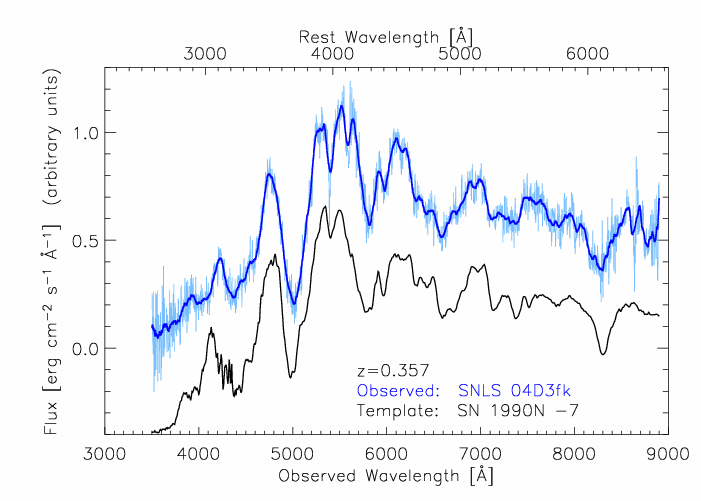 Rest Wavelength [Å]
3000 4000 5000 6000
Flux [erg cm⁻² s⁻¹ Å⁻¹] (arbitrary units)
1.0
0.5
0.0
z=0.357
Observed: SNLS 04D3fk
Template: SN 1990N −7
3000 4000 5000 6000 7000 8000 9000
Observed Wavelength [Å]